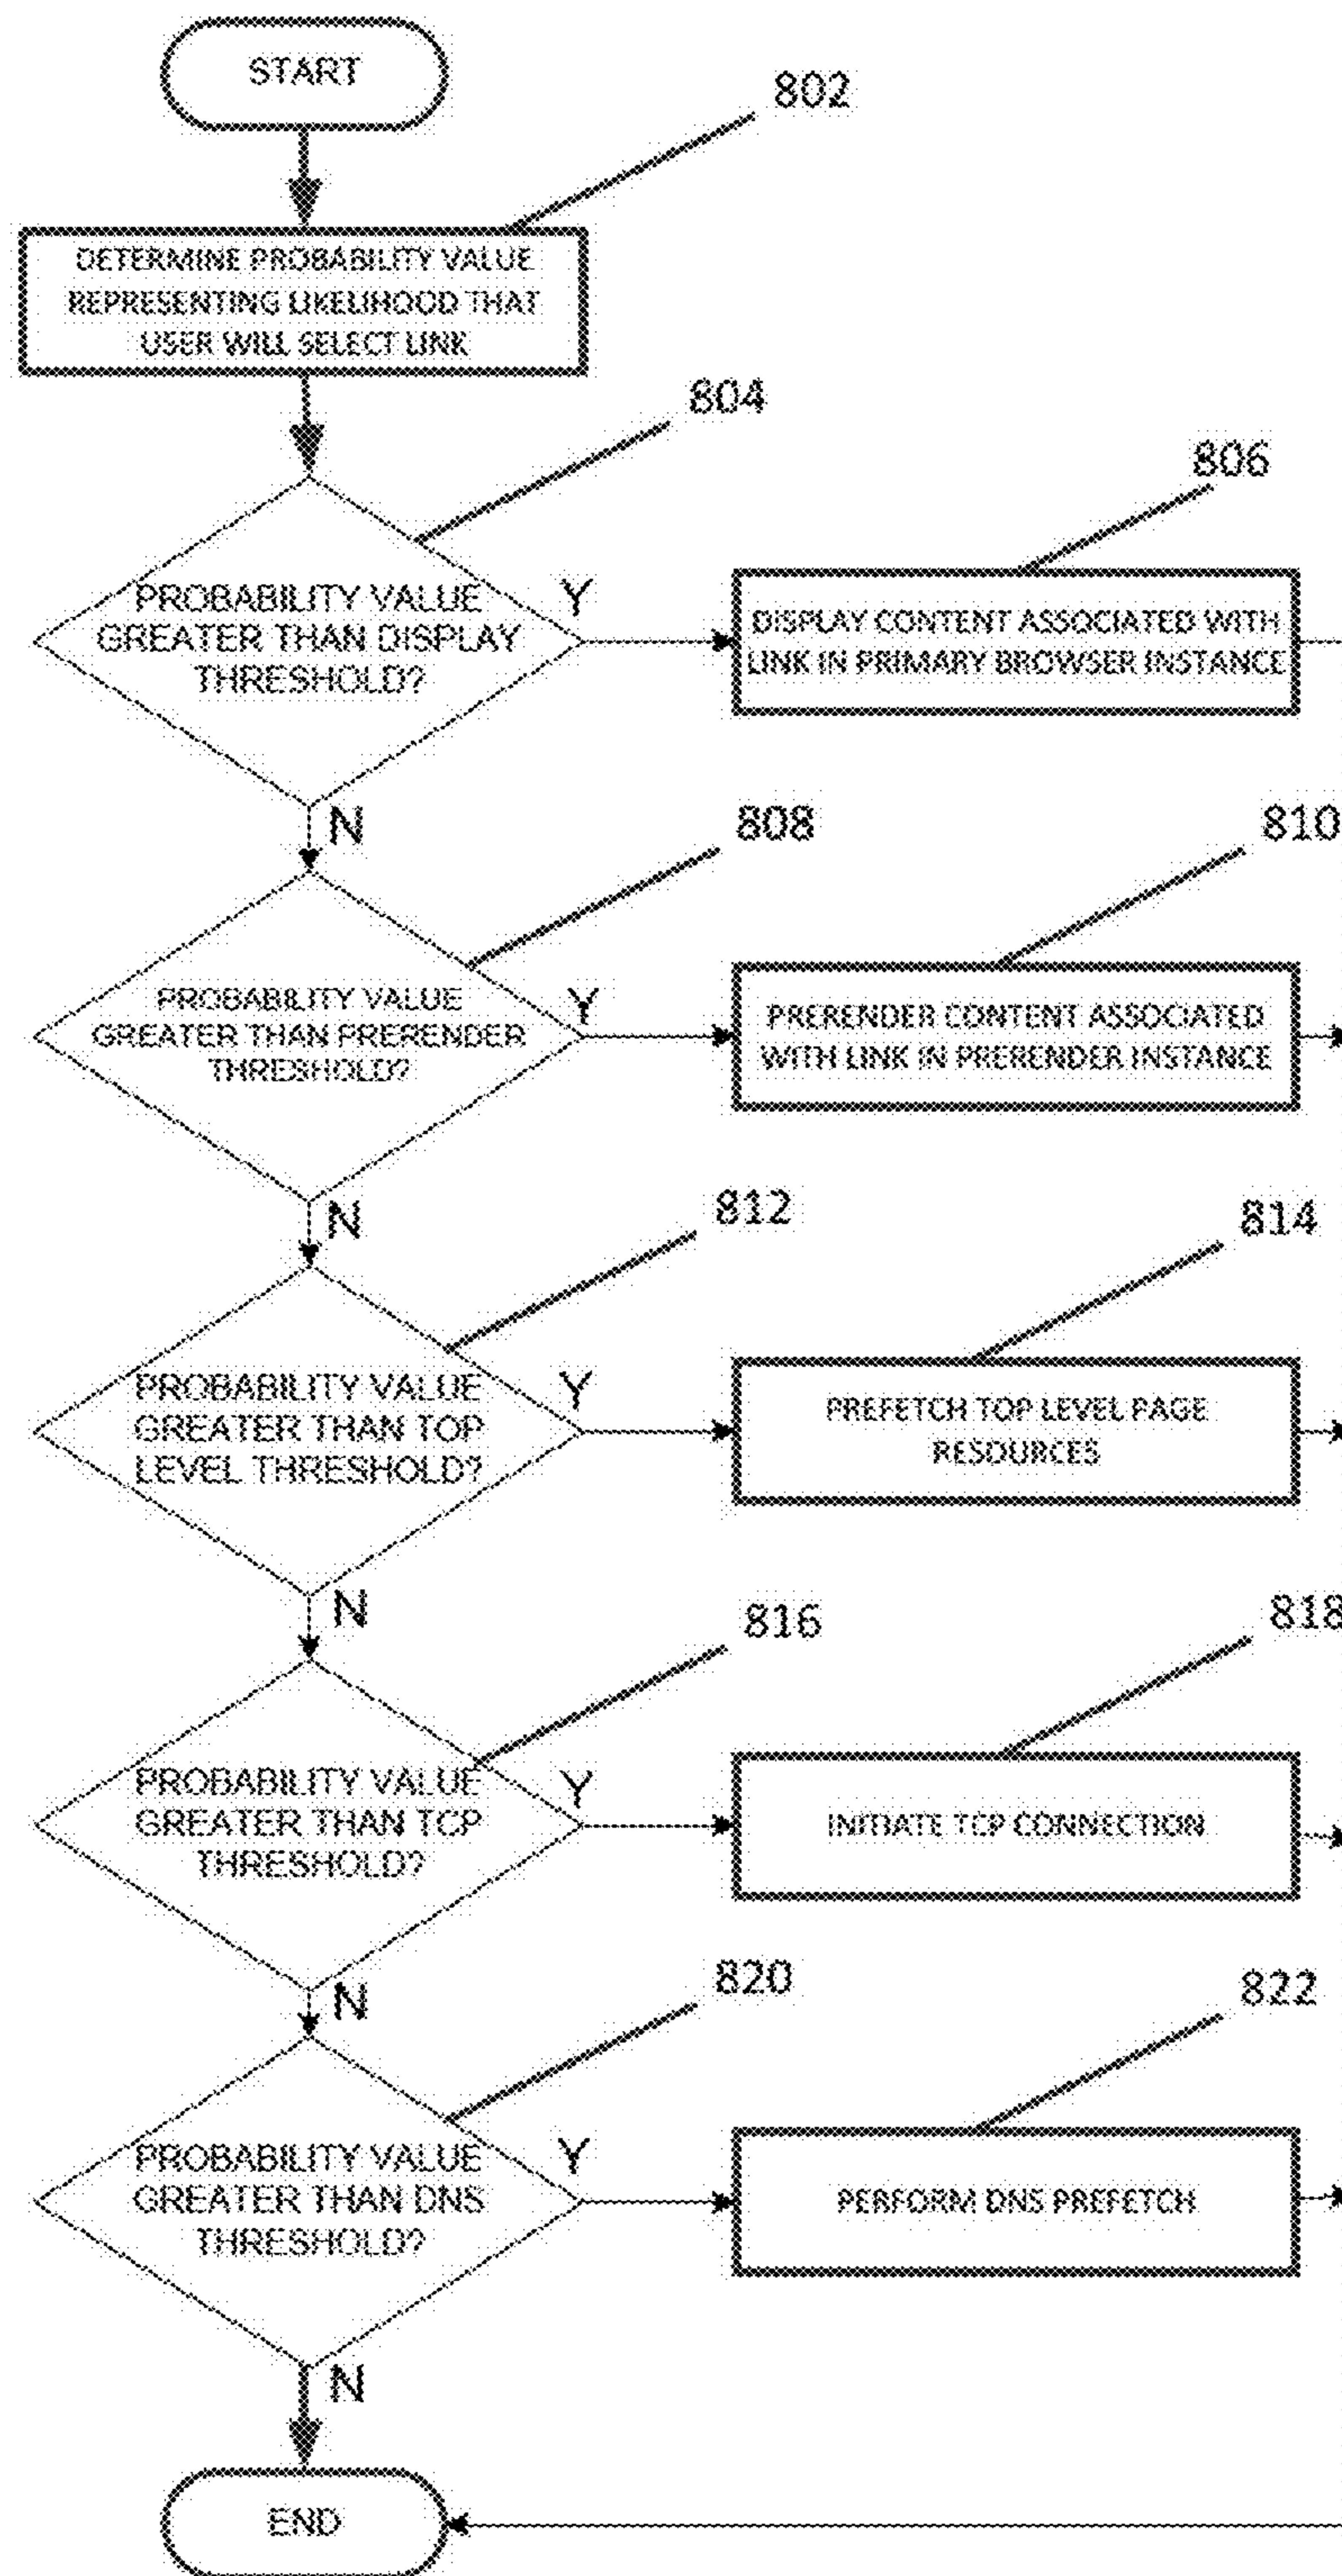 START
802
DETERMINE PROBABILITY VALUE
REPRESENTING LIKELIHOOD THAT
USER WILL SELECT LINK
804
PROBABILITY VALUE
GREATER THAN DISPLAY
THRESHOLD?
Y
806
DISPLAY CONTENT ASSOCIATED WITH
LINK IN PRIMARY BROWSER INSTANCE
N
808
PROBABILITY VALUE
GREATER THAN PRERENDER
THRESHOLD?
Y
810
PRERENDER CONTENT ASSOCIATED
WITH LINK IN PRERENDER INSTANCE
N
812
PROBABILITY VALUE
GREATER THAN TOP
LEVEL THRESHOLD?
Y
814
PREFETCH TOP LEVEL PAGE
RESOURCES
N
816
PROBABILITY VALUE
GREATER THAN TCP
THRESHOLD?
Y
818
INITIATE TCP CONNECTION
N
820
PROBABILITY VALUE
GREATER THAN DNS
THRESHOLD?
Y
822
PERFORM DNS PREFETCH
N
END